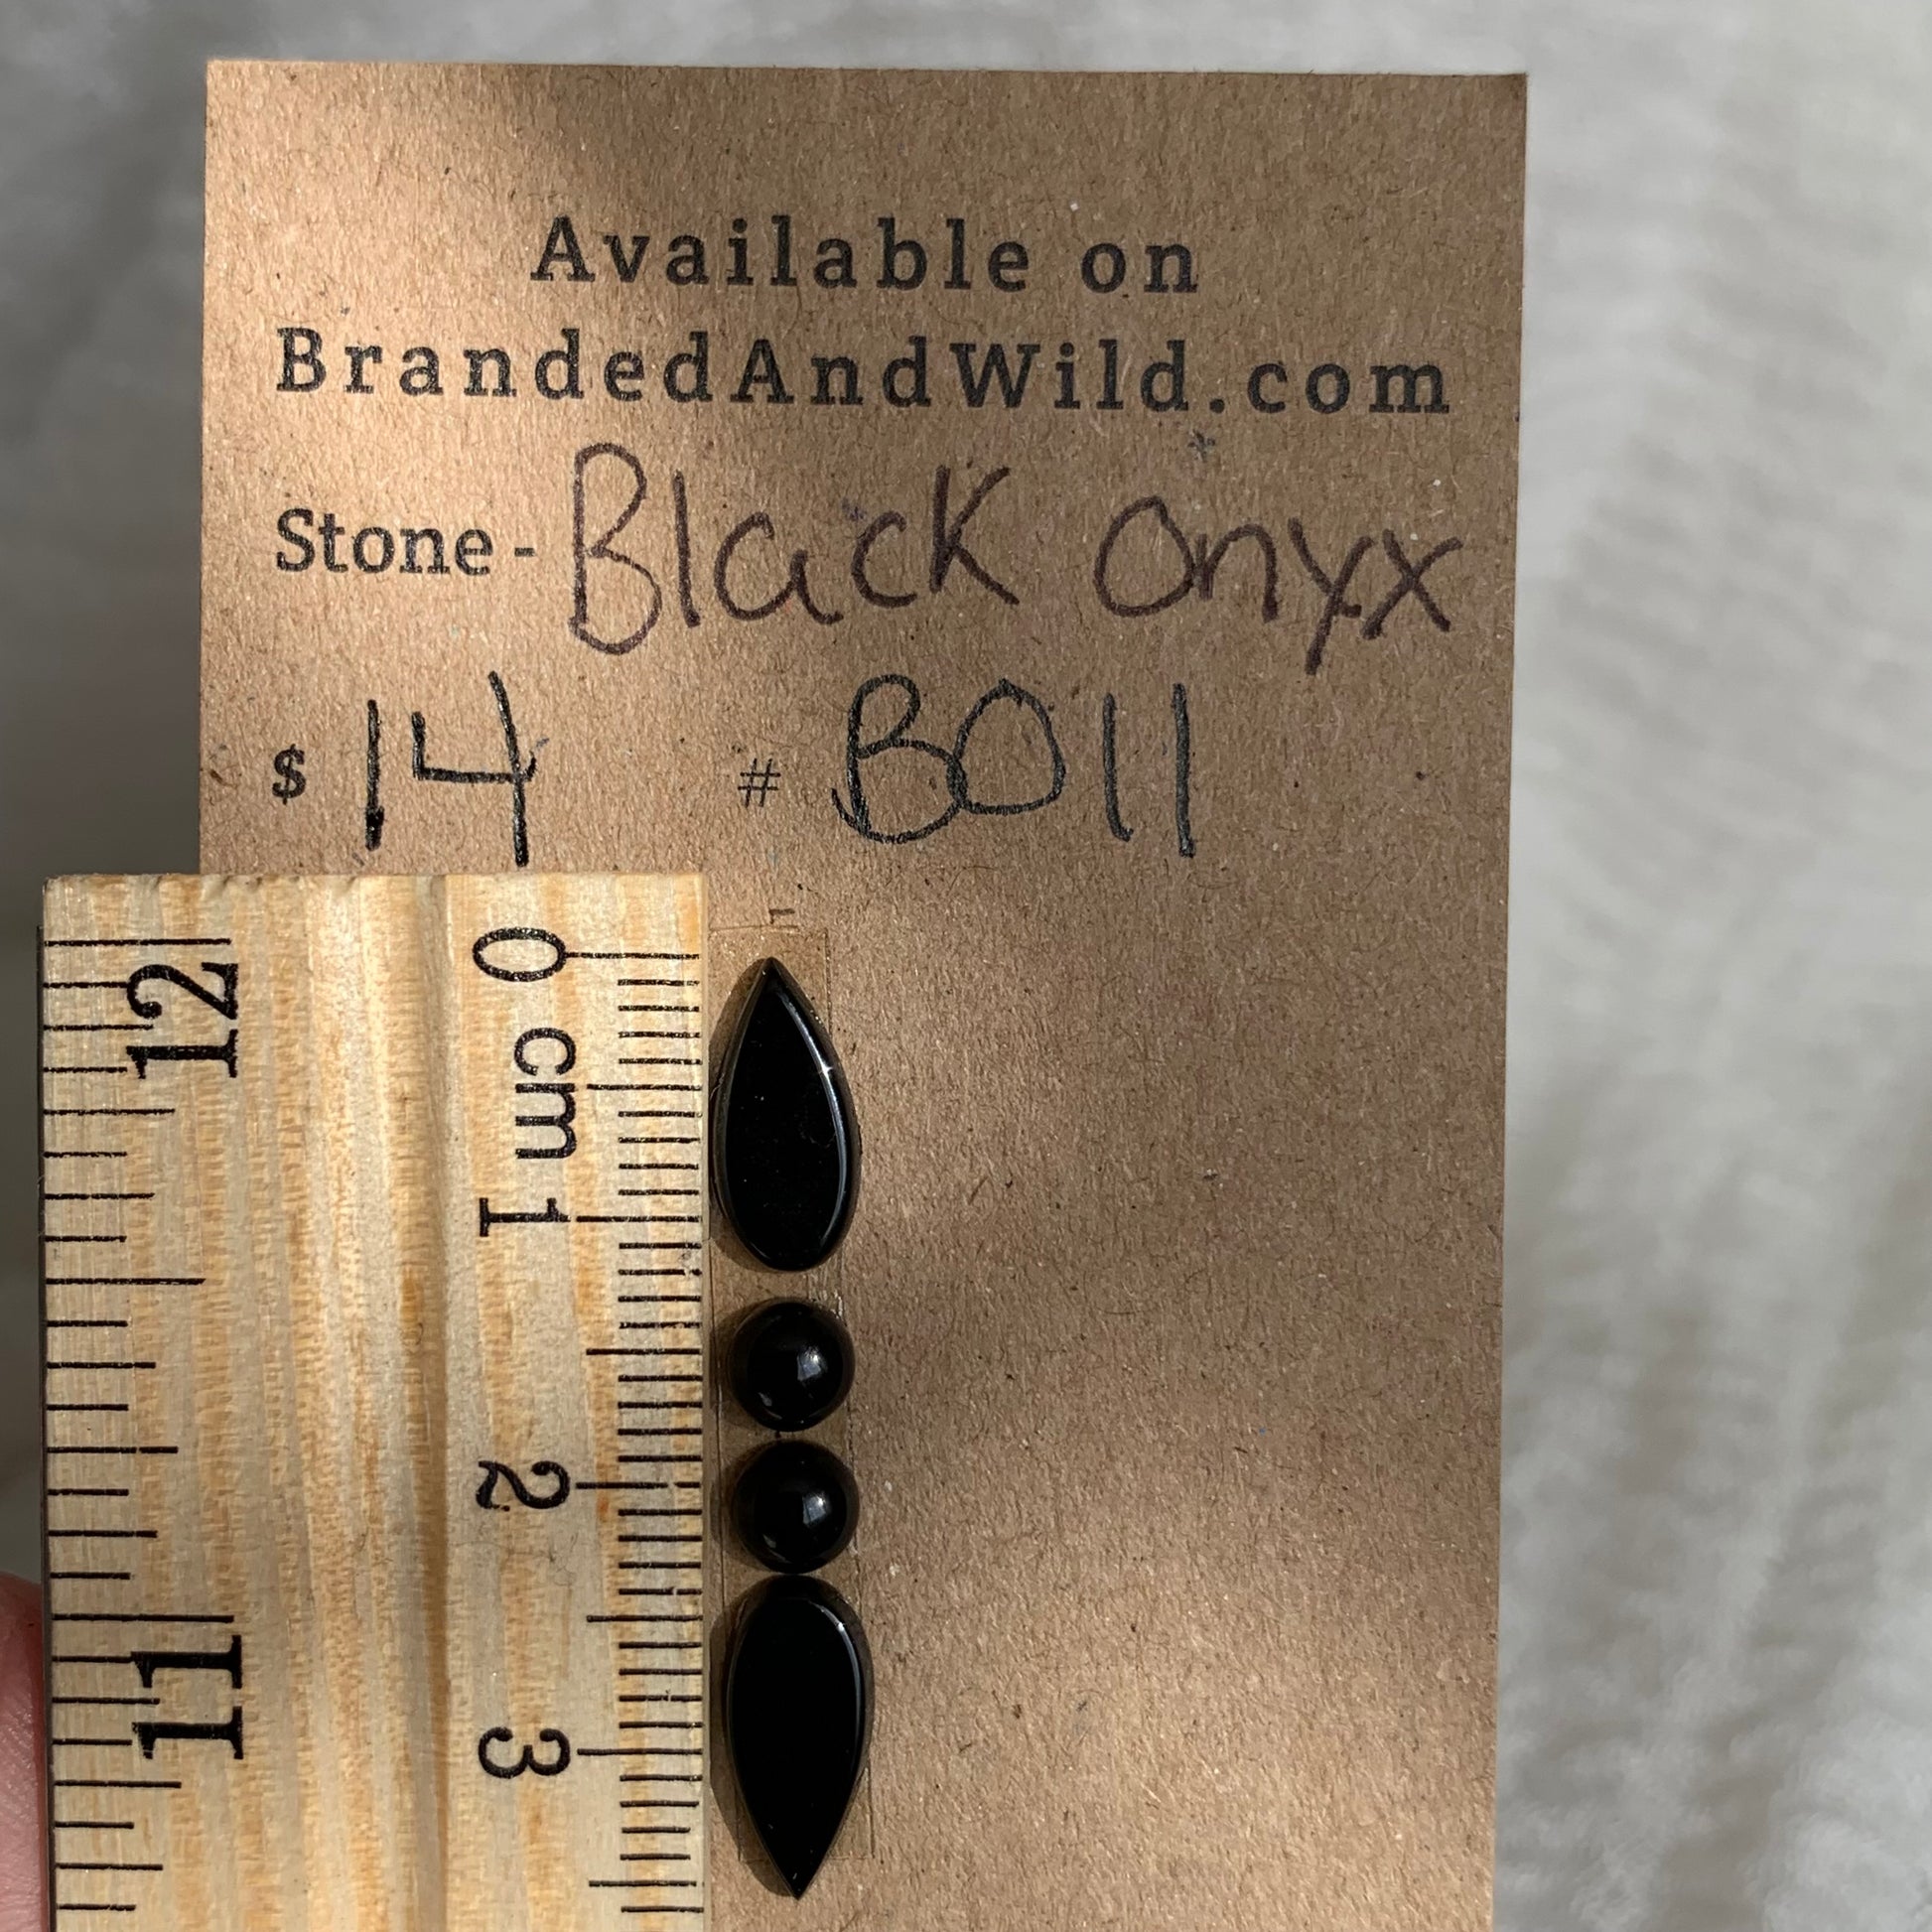 Available on
BrandedAndWild.com
Stone - Black Onyx
$ 14 # BO11
0 cm 1 2 3
12 11